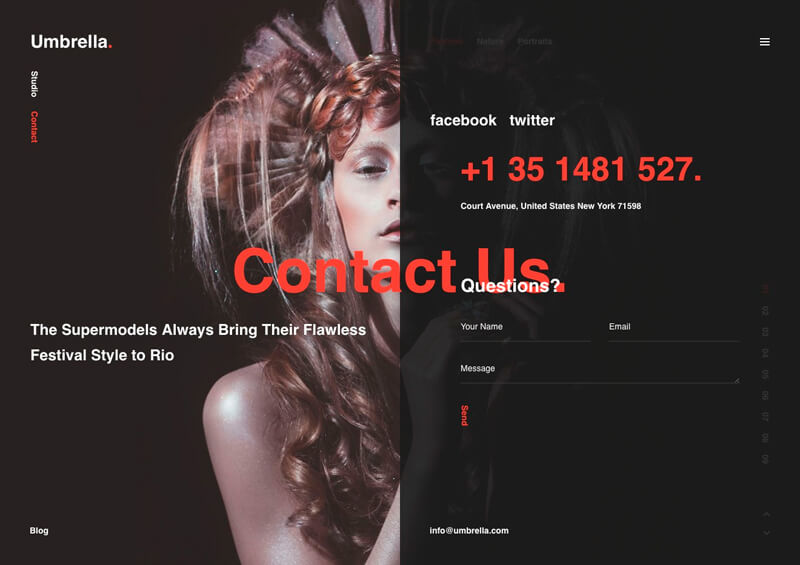 Umbrella.
Nature Portraits
Studio
Contact
facebook twitter
+1 35 1481 527.
Court Avenue, United States New York 71598
Contact Us.
Questions?
Your Name Email
Message
Send
The Supermodels Always Bring Their Flawless
Festival Style to Rio
01
02
03
04
05
06
07
08
09
Blog
info@umbrella.com